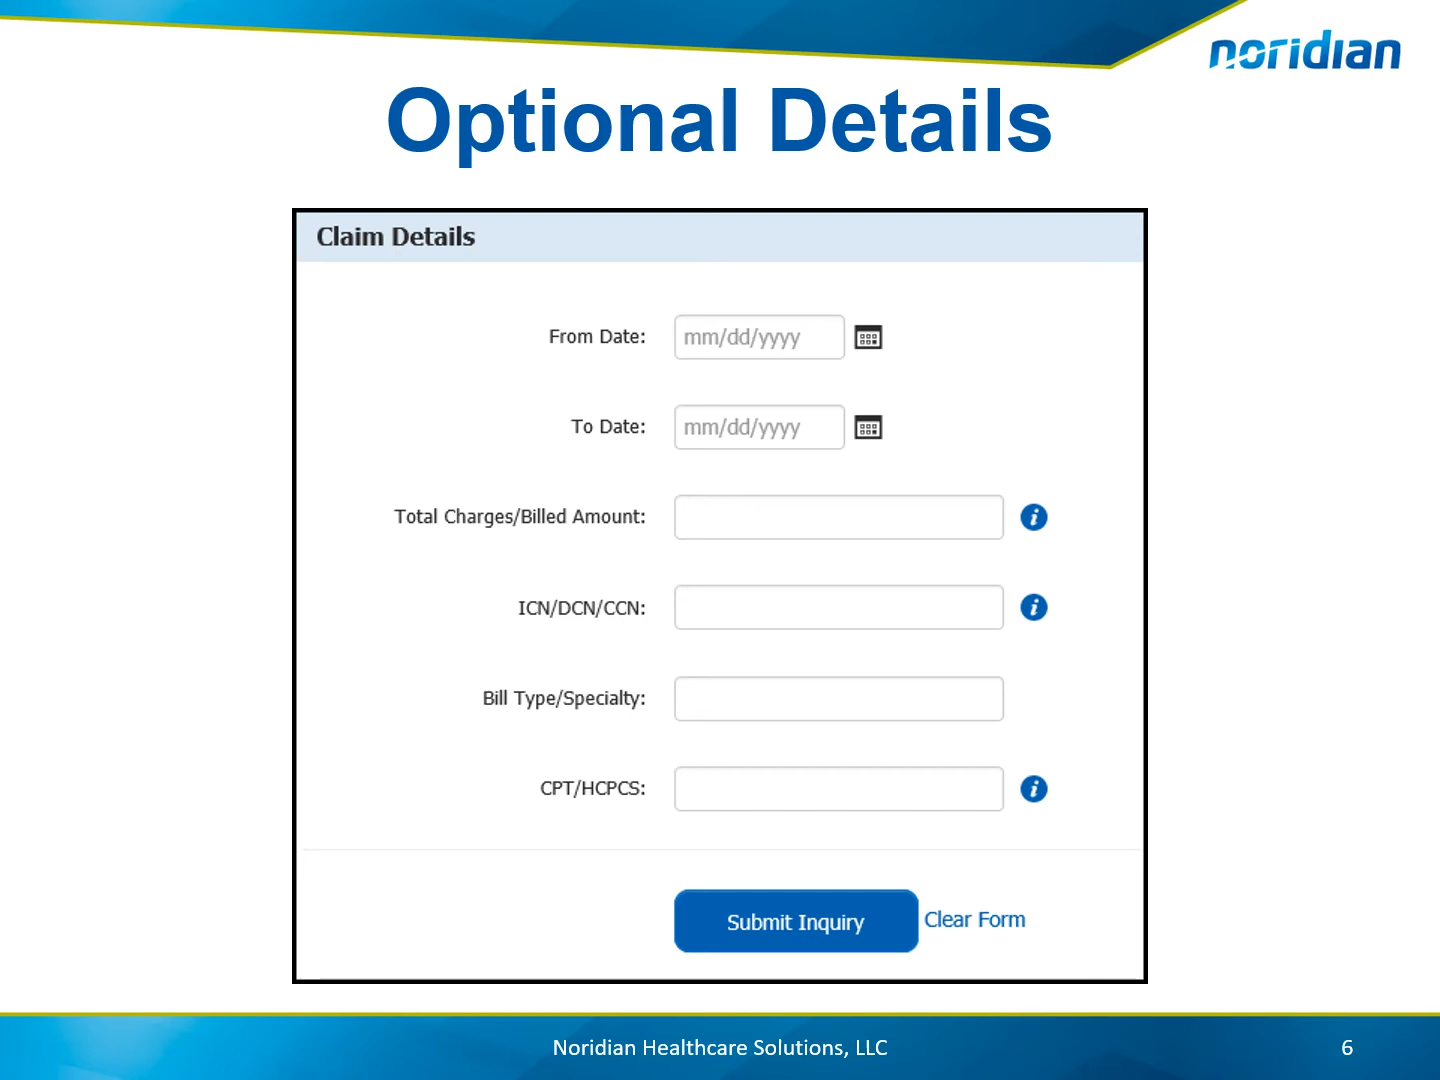 noridian
Optional Details
Claim Details
From Date: mm/dd/yyyy
To Date: mm/dd/yyyy
Total Charges/Billed Amount:
ICN/DCN/CCN:
Bill Type/Specialty:
CPT/HCPCS:
Submit Inquiry Clear Form
Noridian Healthcare Solutions, LLC 6